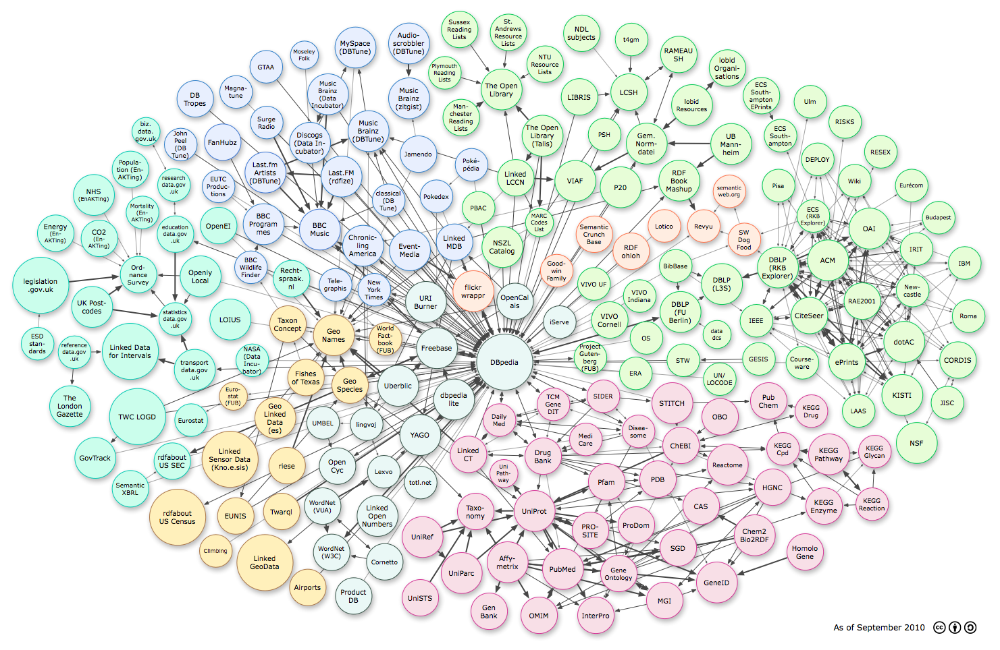 Sussex
Reading
Lists
St.
Andrews
Resource
Lists
NDL
subjects
t4gm
RAMEAU
SH
lobid
Organi-
sations
MySpace
(DBTune)
Audio-
scrobbler
(DBTune)
Moseley
Folk
GTAA
Plymouth
Reading
Lists
NTU
Resource
Lists
The Open
Library
LIBRIS
LCSH
lobid
Resources
ECS
South-
ampton
EPrints
Ulm
DB
Tropes
Magna-
tune
Music
Brainz
(Data
Incubator)
Music
Brainz
(zitgist)
Man-
chester
Reading
Lists
RISKS
biz.
data.
gov.uk
John
Peel
(DB
Tune)
FanHubz
Surge
Radio
Discogs
(Data In-
cubator)
Music
Brainz
(DBTune)
The Open
Library
(Talis)
PSH
Gem.
Norm-
datei
UB
Mann-
heim
ECS
South-
ampton
RESEX
Popula-
tion (En-
AKTing)
research
data.gov
.uk
EUTC
Produc-
tions
Last.fm
Artists
(DBTune)
Last.FM
(rdfize)
Jamendo
Poké-
pédia
Linked
LCCN
VIAF
P20
RDF
Book
Mashup
semantic
web.org
DEPLOY
Pisa
Wiki
Eurécom
NHS
(EnAKTing)
Mortality
(En-
AKTing)
classical
(DB
Tune)
Pokedex
PBAC
MARC
Codes
List
Energy
(En-
AKTing)
CO2
(En-
AKTing)
education
data.gov
.uk
OpenEI
BBC
Program
mes
BBC
Music
Chronic-
ling
America
Event-
Media
Linked
MDB
NSZL
Catalog
Semantic
Crunch
Base
RDF
ohloh
Lotico
Revyu
SW
Dog
Food
ECS
(RKB
Explorer)
OAI
Budapest
legislation
.gov.uk
Ord-
nance
Survey
Openly
Local
BBC
Wildlife
Finder
Recht-
spraak.
nl
Tele-
graphis
New
York
Times
URI
Burner
flickr
wrappr
OpenCal
ais
Good-
win
Family
VIVO UF
VIVO
Indiana
BibBase
DBLP
(L3S)
DBLP
(RKB
Explorer)
ACM
IRIT
IBM
UK Post-
codes
statistics
data.gov
.uk
LOIUS
Taxon
Concept
Geo
Names
World
Fact-
book
(FUB)
Freebase
iServe
VIVO
Cornell
DBLP
(FU
Berlin)
IEEE
CiteSeer
RAE2001
New-
castle
Roma
ESD
stan-
dards
reference
data.gov
.uk
Linked Data
for Intervals
transport
data.gov
.uk
NASA
(Data
Incu-
bator)
DBpedia
Project
Guten-
berg
(FUB)
OS
data
dcs
STW
GESIS
Course-
ware
ePrints
dotAC
CORDIS
Fishes
of Texas
Geo
Species
Uberblic
dbpedia
lite
ERA
UN/
LOCODE
The
London
Gazette
TWC LOGD
Euro-
stat
(FUB)
Eurostat
Geo
Linked
Data
(es)
UMBEL
lingvoj
YAGO
Daily
Med
TCM
Gene
DIT
SIDER
STITCH
Pub
Chem
KEGG
Drug
LAAS
KISTI
JISC
NSF
GovTrack
rdfabout
US SEC
Linked
Sensor Data
(Kno.e.sis)
riese
Open
Cyc
Lexvo
totl.net
Linked
CT
Drug
Bank
Medi
Care
Disea-
some
OBO
ChEBI
KEGG
Cpd
KEGG
Pathway
KEGG
Glycan
Semantic
XBRL
Uni
Path-
way
Pfam
PDB
Reactome
HGNC
rdfabout
US Census
EUNIS
Twarql
WordNet
(VUA)
Linked
Open
Numbers
Taxo-
nomy
UniProt
PRO-
SITE
ProDom
CAS
KEGG
Enzyme
KEGG
Reaction
Climbing
Linked
GeoData
WordNet
(W3C)
Cornetto
UniRef
UniParc
Affy-
metrix
PubMed
Gene
Ontology
SGD
Chem2
Bio2RDF
Homolo
Gene
Airports
Product
DB
UniSTS
Gen
Bank
OMIM
InterPro
MGI
GeneID
As of September 2010
cc